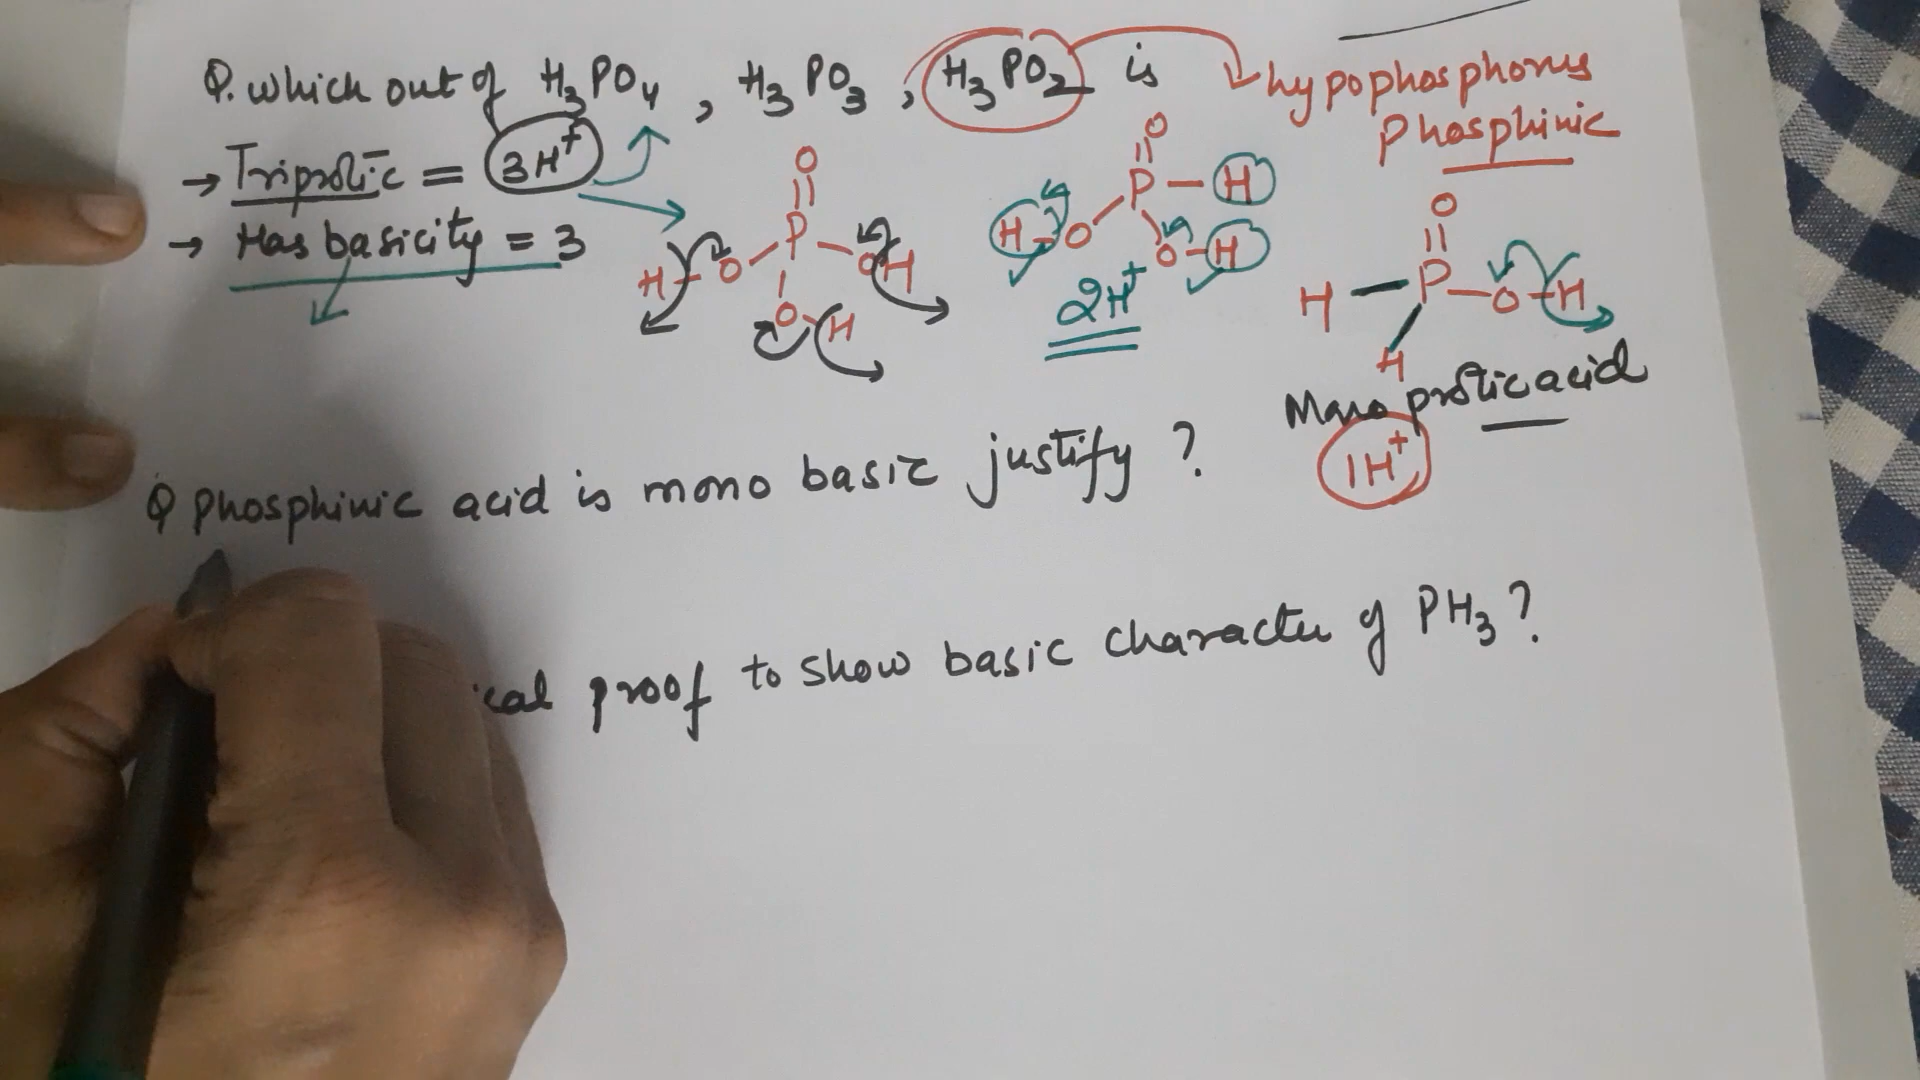 Q. which out of H3PO4, H3PO3, H3PO2 is
→ Triprotic = 3H+
→ Has basicity = 3
hypophosphorus
Phosphinic
O
P
H O OH
O H
O
P H
H O O H
2H+
O
H P O H
H
Mono protic acid
1H+
Q phosphinic acid is mono basic justify ?
proof to show basic character of PH3 ?